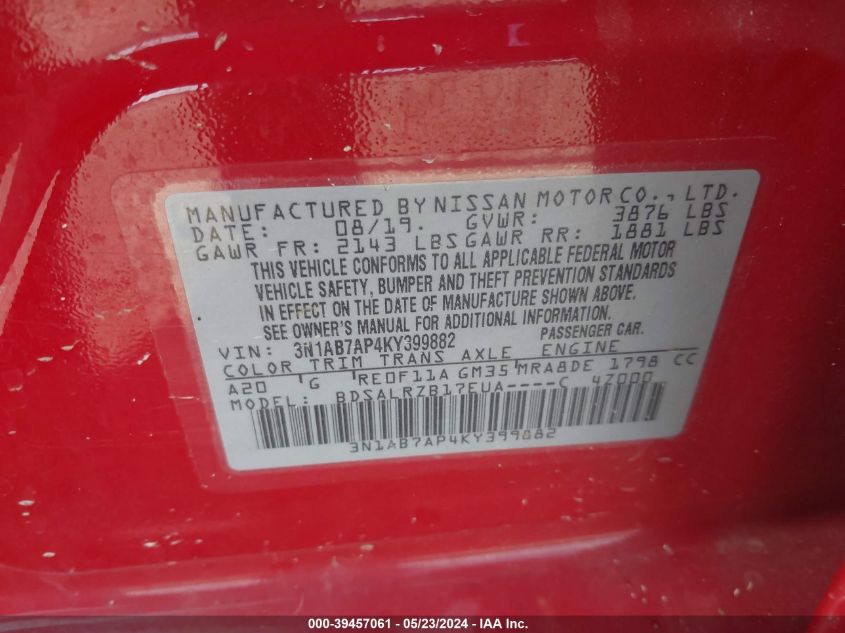 MANUFACTURED BY NISSAN MOTOR CO., LTD.
DATE: 08/19. GVWR: 3876 LBS
GAWR FR: 2143 LBS GAWR RR: 1881 LBS
THIS VEHICLE CONFORMS TO ALL APPLICABLE FEDERAL MOTOR
VEHICLE SAFETY, BUMPER AND THEFT PREVENTION STANDARDS
IN EFFECT ON THE DATE OF MANUFACTURE SHOWN ABOVE.
SEE OWNER'S MANUAL FOR ADDITIONAL INFORMATION.
VIN: 3N1AB7AP4KY399882 PASSENGER CAR.
COLOR TRIM TRANS AXLE ENGINE
A20 G RE0F11A GM35 MRA8DE 1798 CC
MODEL: BDSALRZB17EUA----C 4Z000
3N1AB7AP4KY399882
000-39457061 - 05/23/2024 - IAA Inc.